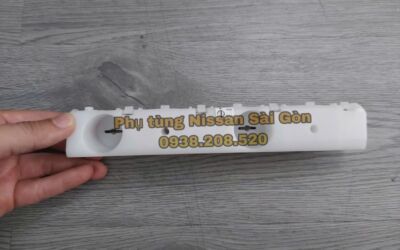 Phụ tùng Nissan Sài Gòn
0938.208.520